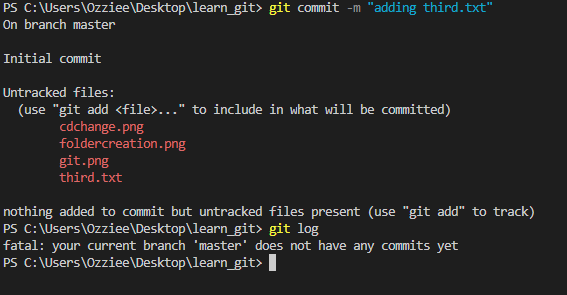 PS C:\Users\Ozziee\Desktop\learn_git> git commit -m "adding third.txt"
On branch master
Initial commit
Untracked files:
(use "git add <file>..." to include in what will be committed)
cdchange.png
foldercreation.png
git.png
third.txt
nothing added to commit but untracked files present (use "git add" to track)
PS C:\Users\Ozziee\Desktop\learn_git> git log
fatal: your current branch 'master' does not have any commits yet
PS C:\Users\Ozziee\Desktop\learn_git>